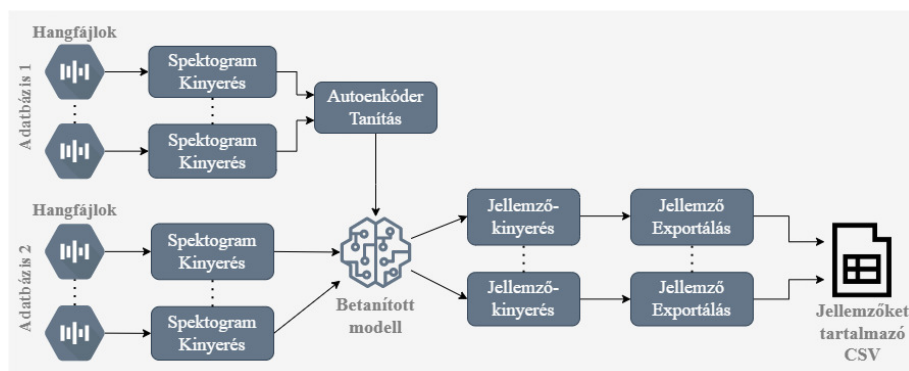 Hangfájlok
Adatbázis 1
Spektogram
Kinyerés
Spektogram
Kinyerés
Autoenkóder
Tanítás
Hangfájlok
Adatbázis 2
Spektogram
Kinyerés
Spektogram
Kinyerés
Betanított
modell
Jellemző-
kinyerés
Jellemző
Exportálás
Jellemző-
kinyerés
Jellemző
Exportálás
Jellemzőket
tartalmazó
CSV